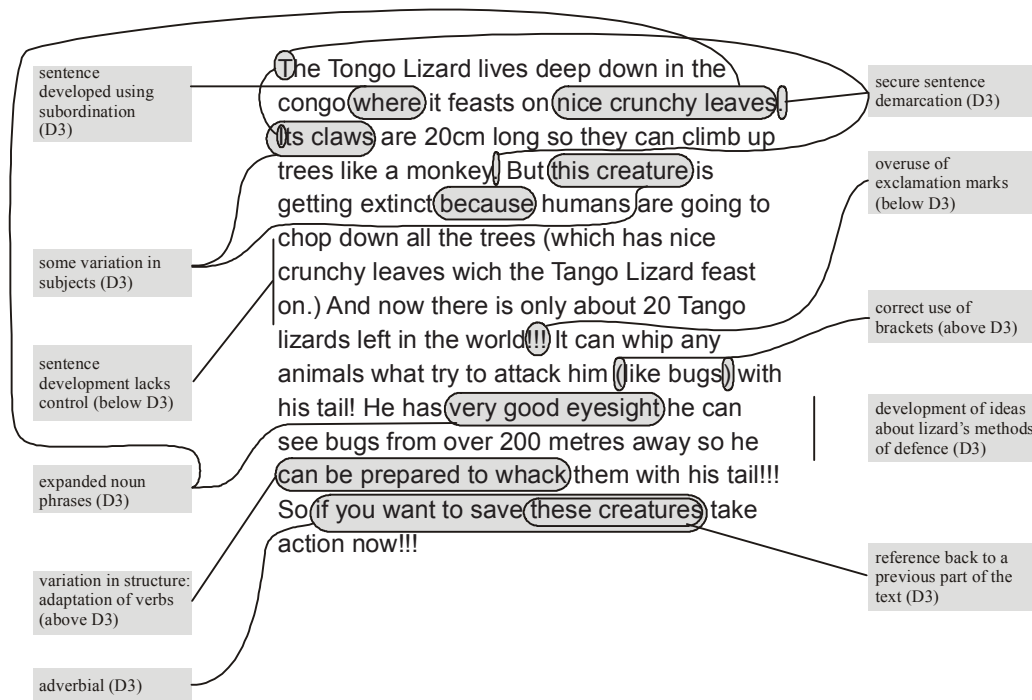 sentence
developed using
subordination
(D3)
some variation in
subjects (D3)
sentence
development lacks
control (below D3)
expanded noun
phrases (D3)
variation in structure:
adaptation of verbs
(above D3)
adverbial (D3)
The Tongo Lizard lives deep down in the
congo where it feasts on nice crunchy leaves.
Its claws are 20cm long so they can climb up
trees like a monkey. But this creature is
getting extinct because humans are going to
chop down all the trees (which has nice
crunchy leaves wich the Tango Lizard feast
on.) And now there is only about 20 Tango
lizards left in the world!!! It can whip any
animals what try to attack him (like bugs) with
his tail! He has very good eyesight he can
see bugs from over 200 metres away so he
can be prepared to whack them with his tail!!!
So if you want to save these creatures take
action now!!!
secure sentence
demarcation (D3)
overuse of
exclamation marks
(below D3)
correct use of
brackets (above D3)
development of ideas
about lizard's methods
of defence (D3)
reference back to a
previous part of the
text (D3)